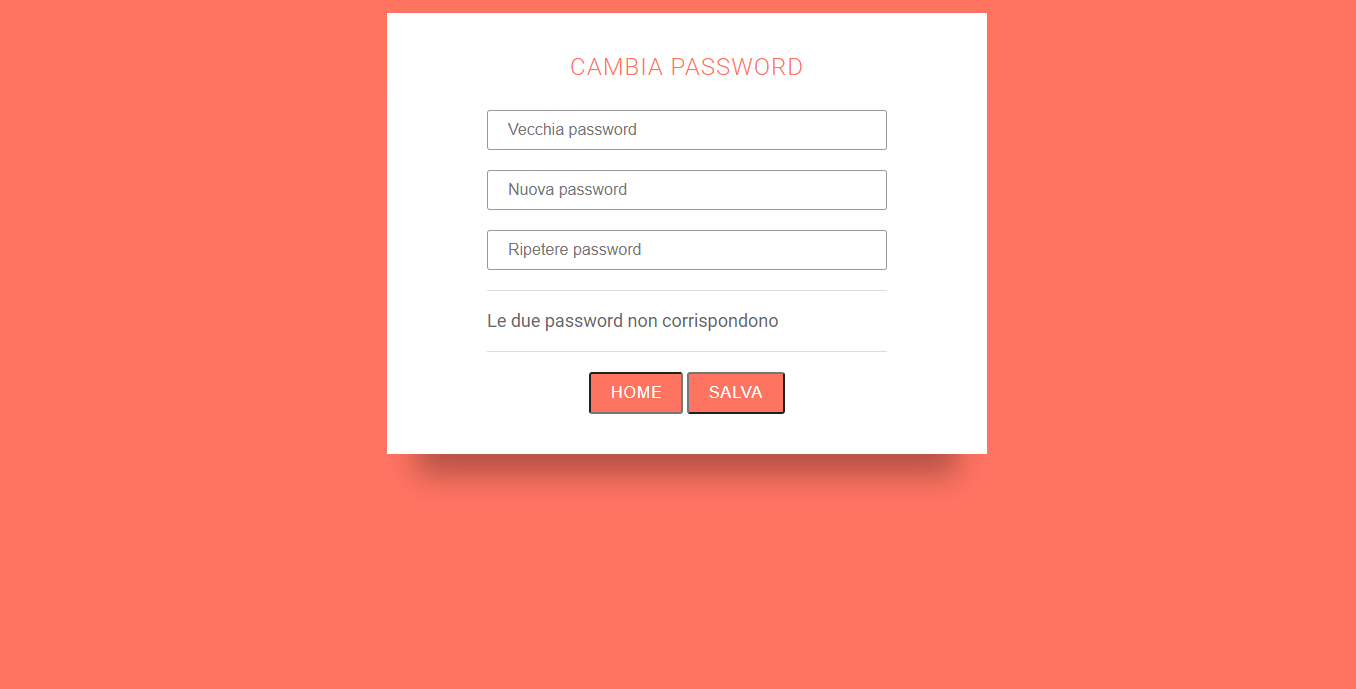 CAMBIA PASSWORD
Vecchia password
Nuova password
Ripetere password
Le due password non corrispondono
HOME SALVA